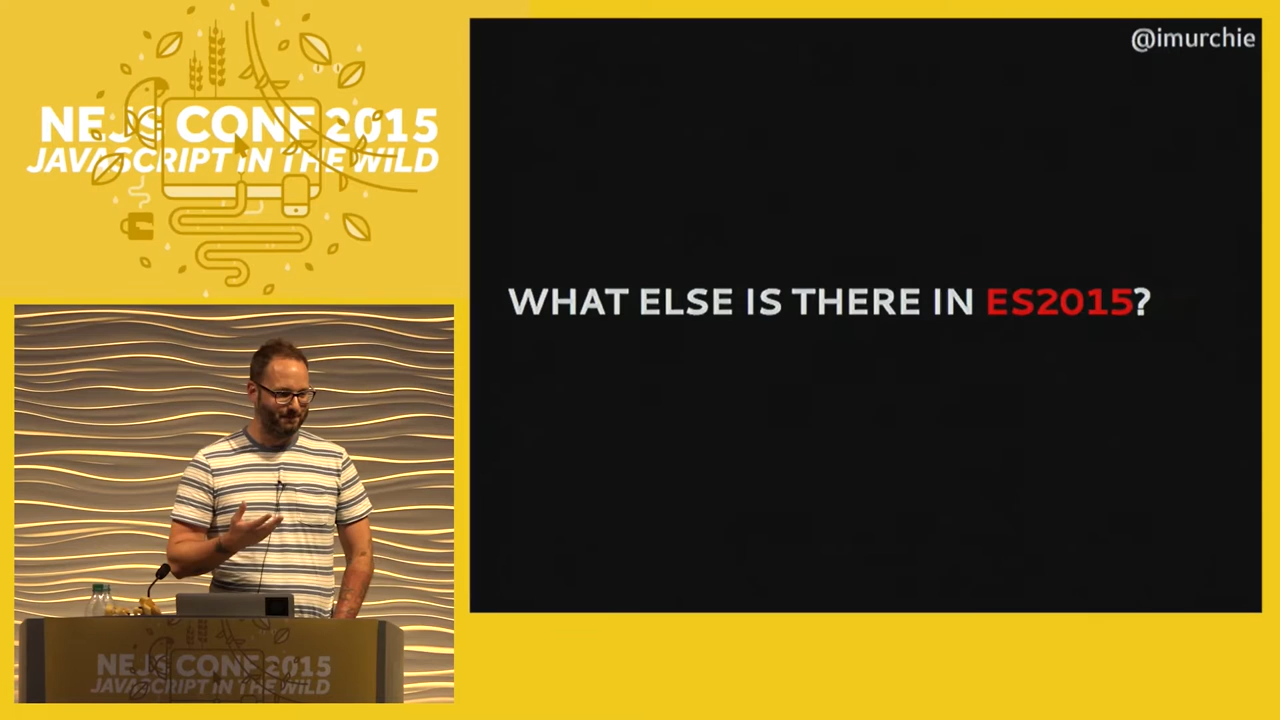 NEJS CONF 2015
JAVASCRIPT IN THE WILD
@imurchie
WHAT ELSE IS THERE IN ES2015?
NEJS CONF 2015
JAVASCRIPT IN THE WILD